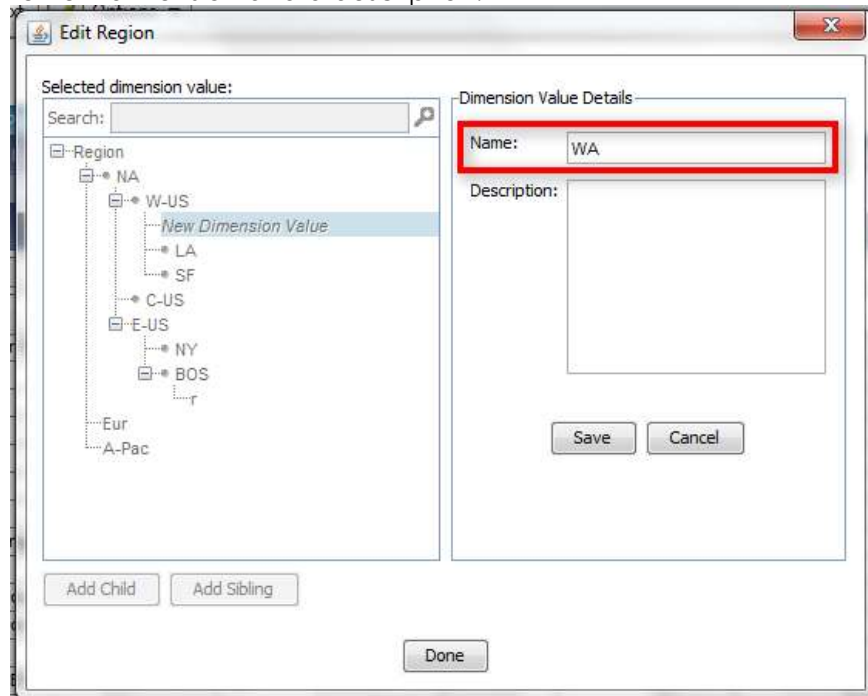 Edit Region
Selected dimension value:
Search:
Region
NA
W-US
New Dimension Value
LA
SF
C-US
E-US
NY
BOS
r
Eur
A-Pac
Add Child
Add Sibling
Dimension Value Details
Name: WA
Description:
Save
Cancel
Done